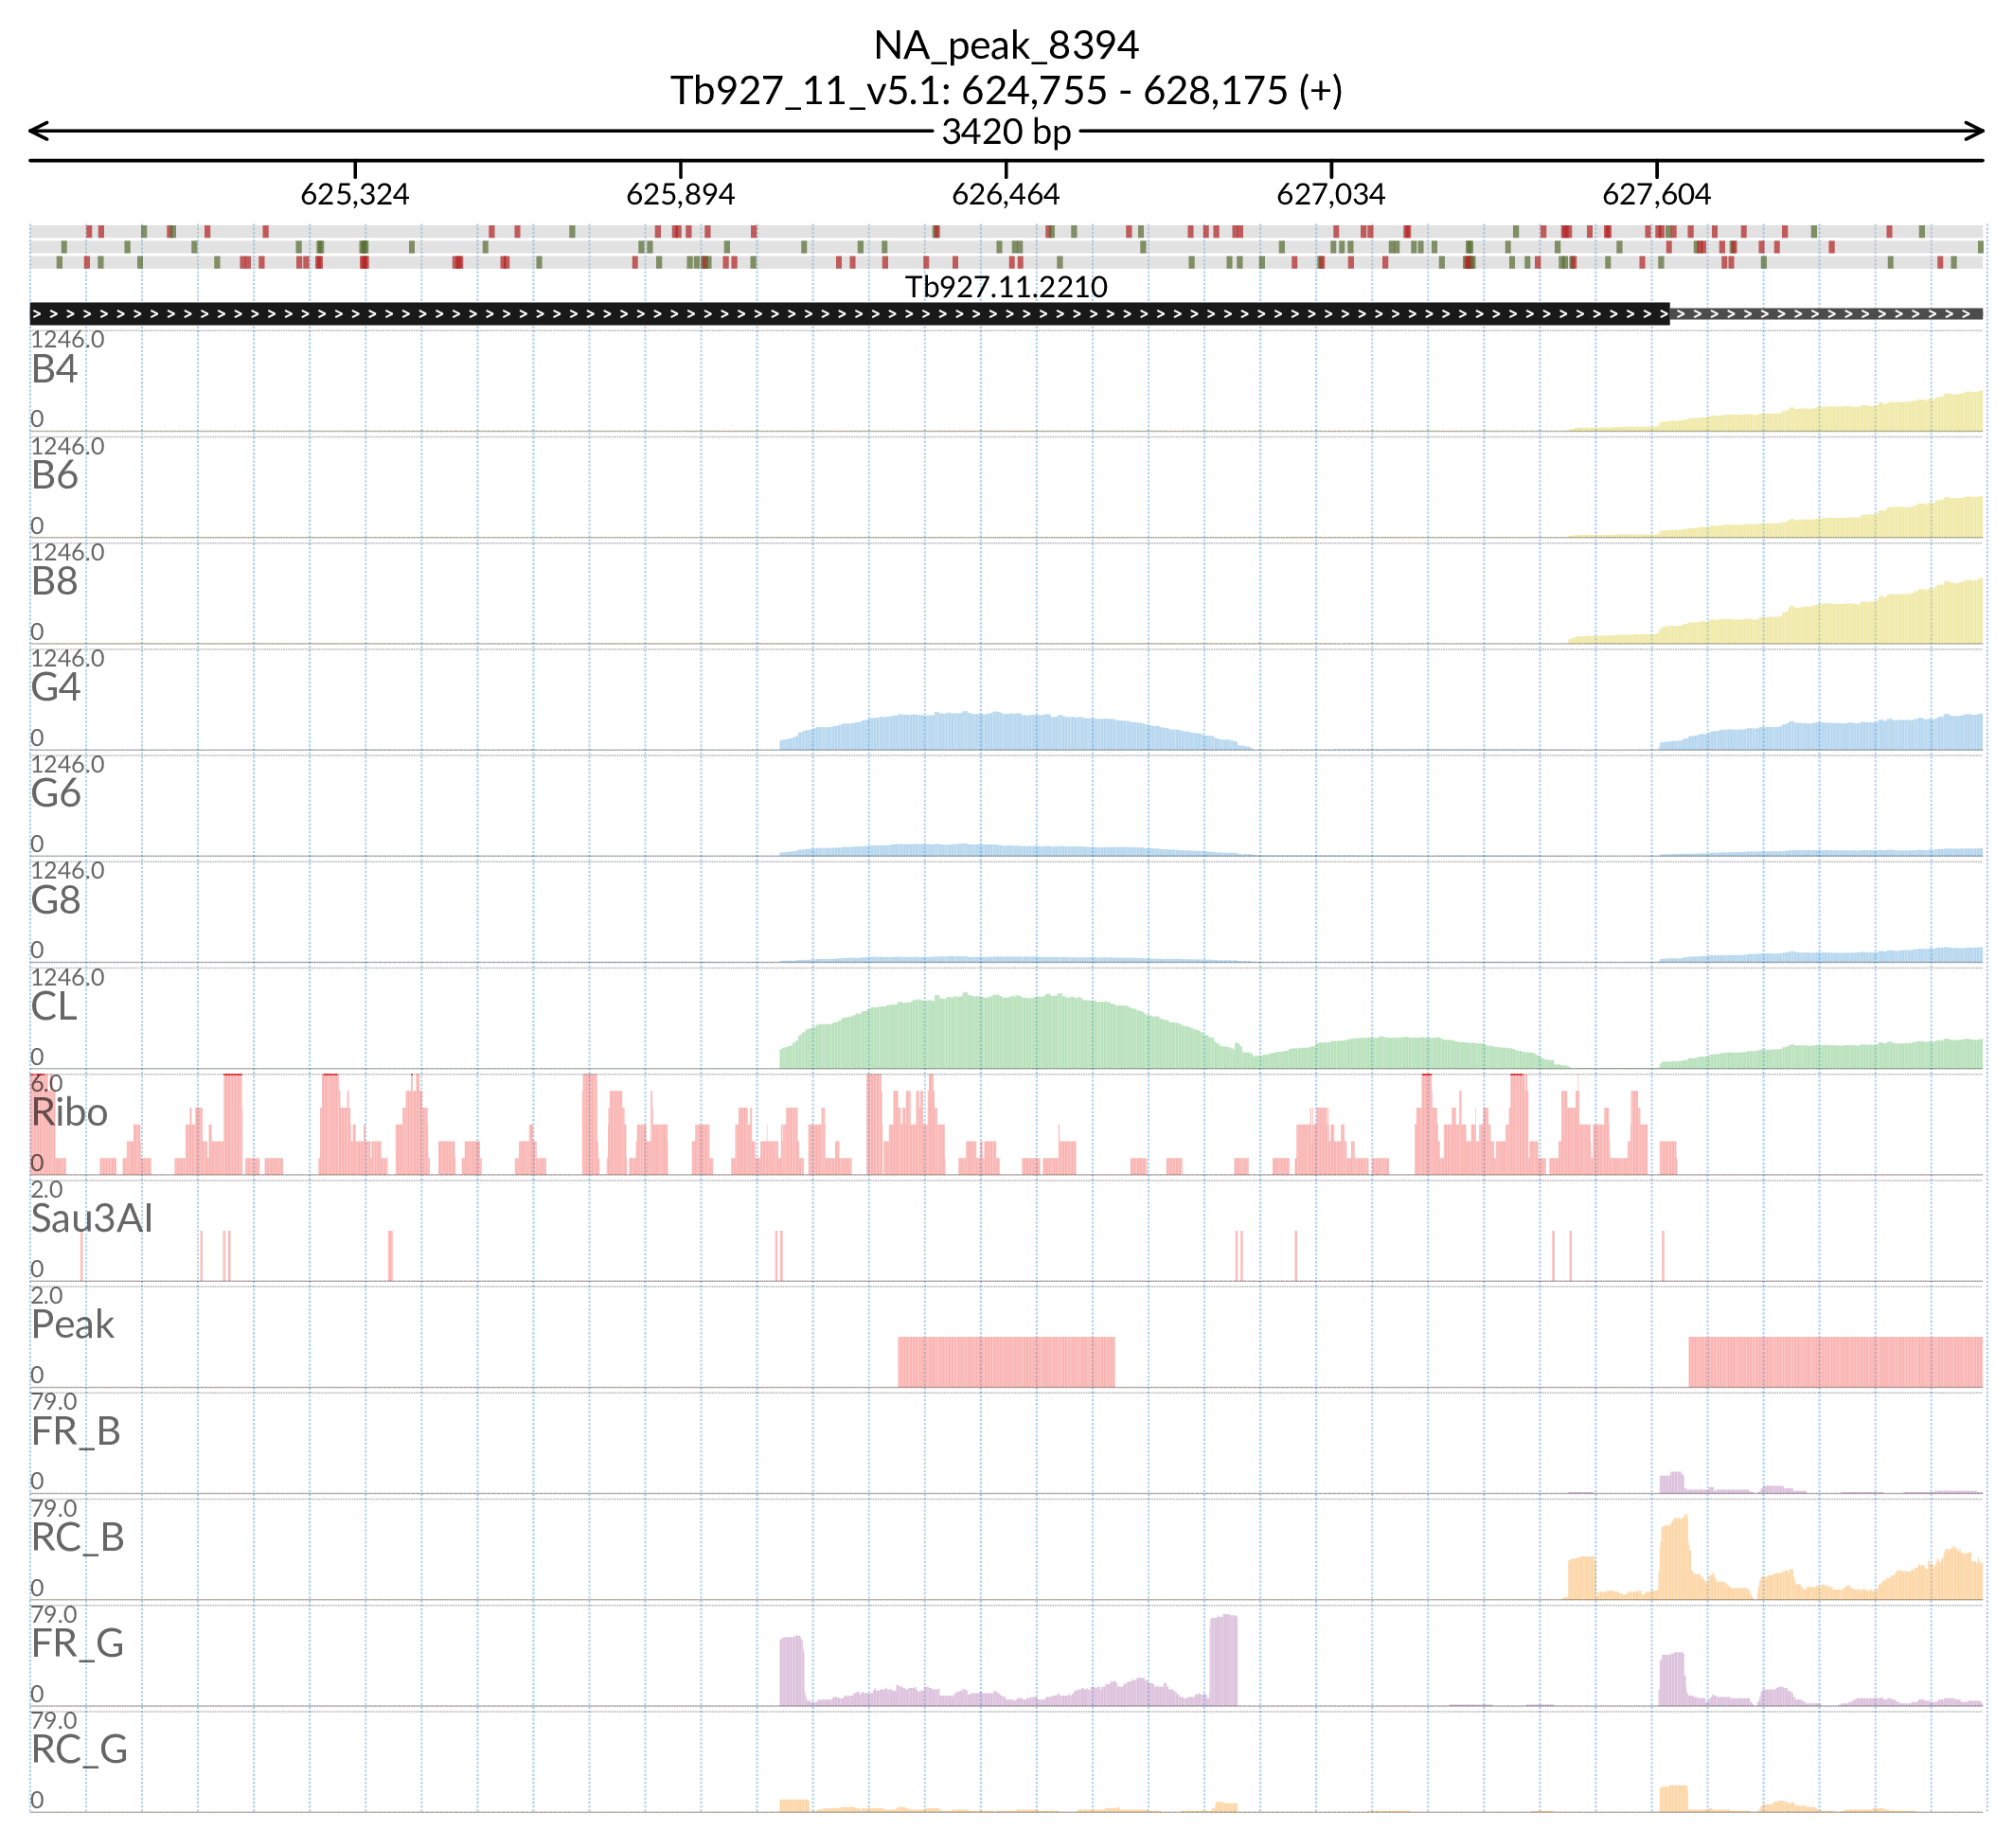 NA_peak_8394
Tb927_11_v5.1: 624,755 - 628,175 (+)
3420 bp
625,324 625,894 626,464 627,034 627,604
Tb927.11.2210
1246.0
B4
0
1246.0
B6
0
1246.0
B8
0
1246.0
G4
0
1246.0
G6
0
1246.0
G8
0
1246.0
CL
0
6.0
Ribo
0
2.0
Sau3AI
0
2.0
Peak
0
79.0
FR_B
0
79.0
RC_B
0
79.0
FR_G
0
79.0
RC_G
0